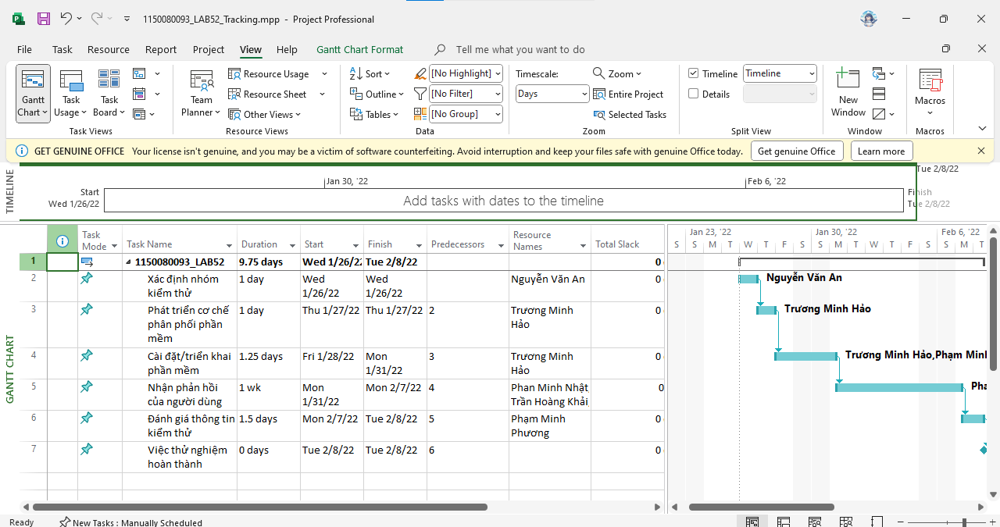 1150080093_LAB52_Tracking.mpp - Project Professional
File Task Resource Report Project View Help Gantt Chart Format Tell me what you want to do
Gantt Chart
Task Usage
Task Board
Task Views
Team Planner
Resource Usage
Resource Sheet
Other Views
Resource Views
Sort
Outline
Tables
[No Highlight]
[No Filter]
[No Group]
Data
Timescale:
Days
Zoom
Entire Project
Selected Tasks
Zoom
Timeline
Timeline
Details
Split View
New Window
Window
Macros
Macros
GET GENUINE OFFICE Your license isn't genuine, and you may be a victim of software counterfeiting. Avoid interruption and keep your files safe with genuine Office today. Get genuine Office Learn more
TIMELINE
Tue 2/8/22
Jan 30, '22 Feb 6, '22
Start
Wed 1/26/22
Add tasks with dates to the timeline
Finish
Tue 2/8/22
GANTT CHART
Task Mode Task Name Duration Start Finish Predecessors Resource Names Total Slack
1 1150080093_LAB52 9.75 days Wed 1/26/22 Tue 2/8/22 0
2 Xác định nhóm kiểm thử 1 day Wed 1/26/22 Wed 1/26/22 Nguyễn Văn An 0
3 Phát triển cơ chế phân phối phần mềm 1 day Thu 1/27/22 Thu 1/27/22 2 Trương Minh Hảo 0
4 Cài đặt/triển khai phần mềm 1.25 days Fri 1/28/22 Mon 1/31/22 3 Trương Minh Hảo 0
5 Nhận phản hồi của người dùng 1 wk Mon 1/31/22 Mon 2/7/22 4 Phan Minh Nhật Trần Hoàng Khải 0
6 Đánh giá thông tin kiểm thử 1.5 days Mon 2/7/22 Tue 2/8/22 5 Phạm Minh Phương 0
7 Việc thử nghiệm hoàn thành 0 days Tue 2/8/22 Tue 2/8/22 6 0
Jan 23, '22 Jan 30, '22 Feb 6, '22
S S M T W T F S S M T W T F S S M T
Nguyễn Văn An
Trương Minh Hảo
Trương Minh Hảo,Phạm Minh
Pha
Ready New Tasks : Manually Scheduled